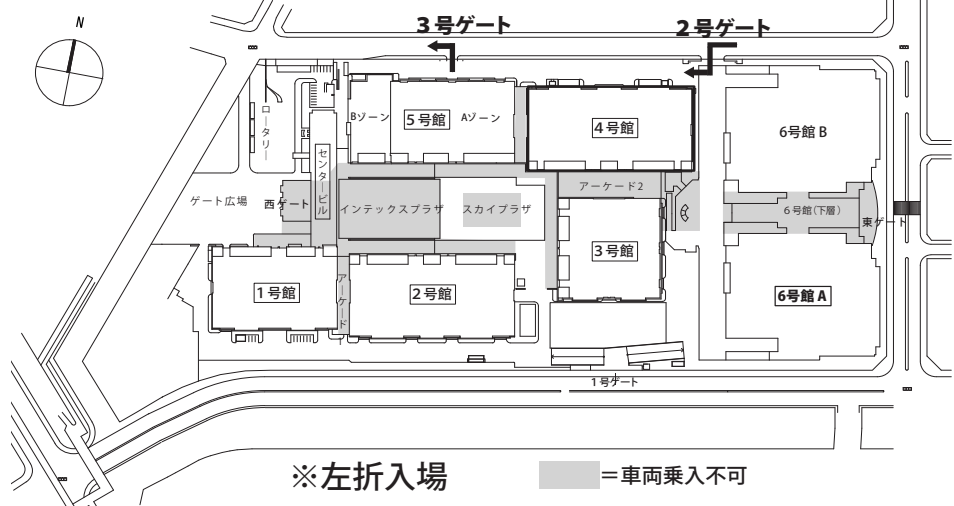 N
3号ゲート
2号ゲート
ロータリー
Bゾーン
5号館
Aゾーン
4号館
6号館 B
センタービル
ゲート広場
西ゲート
インテックスプラザ
スカイプラザ
アーケード2
6号館(下層)
東ゲート
3号館
1号館
アーケード
2号館
6号館 A
1号ゲート
※左折入場
=車両乗入不可